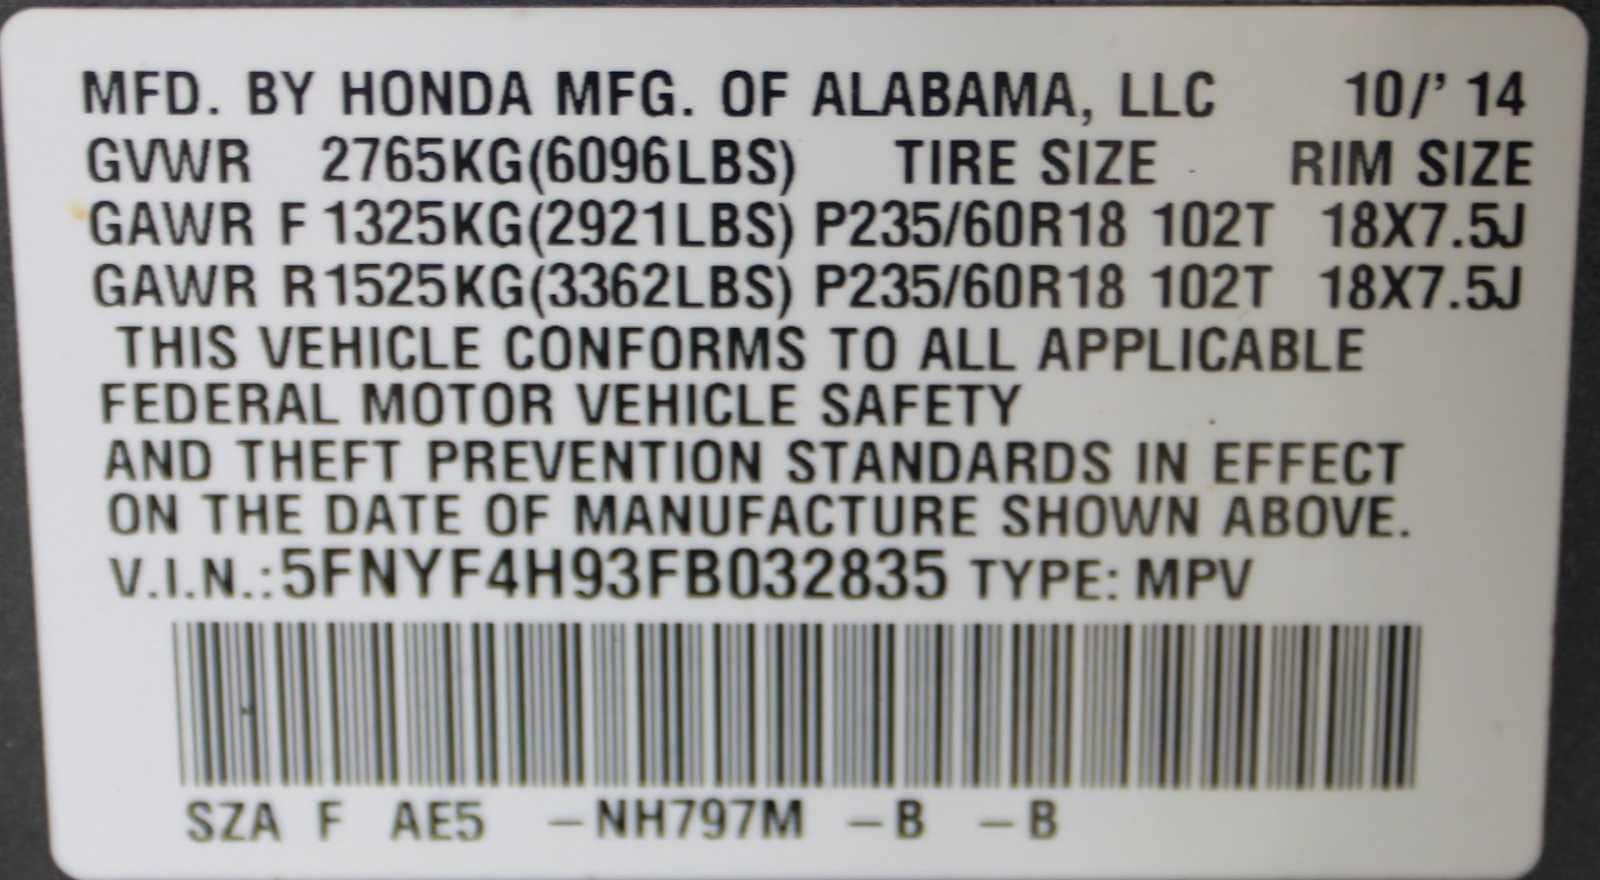 MFD. BY HONDA MFG. OF ALABAMA, LLC 10/' 14
GVWR 2765KG(6096LBS) TIRE SIZE RIM SIZE
GAWR F 1325KG(2921LBS) P235/60R18 102T 18X7.5J
GAWR R1525KG(3362LBS) P235/60R18 102T 18X7.5J
THIS VEHICLE CONFORMS TO ALL APPLICABLE
FEDERAL MOTOR VEHICLE SAFETY
AND THEFT PREVENTION STANDARDS IN EFFECT
ON THE DATE OF MANUFACTURE SHOWN ABOVE.
V.I.N.:5FNYF4H93FB032835 TYPE: MPV
SZA F AE5 –NH797M –B –B